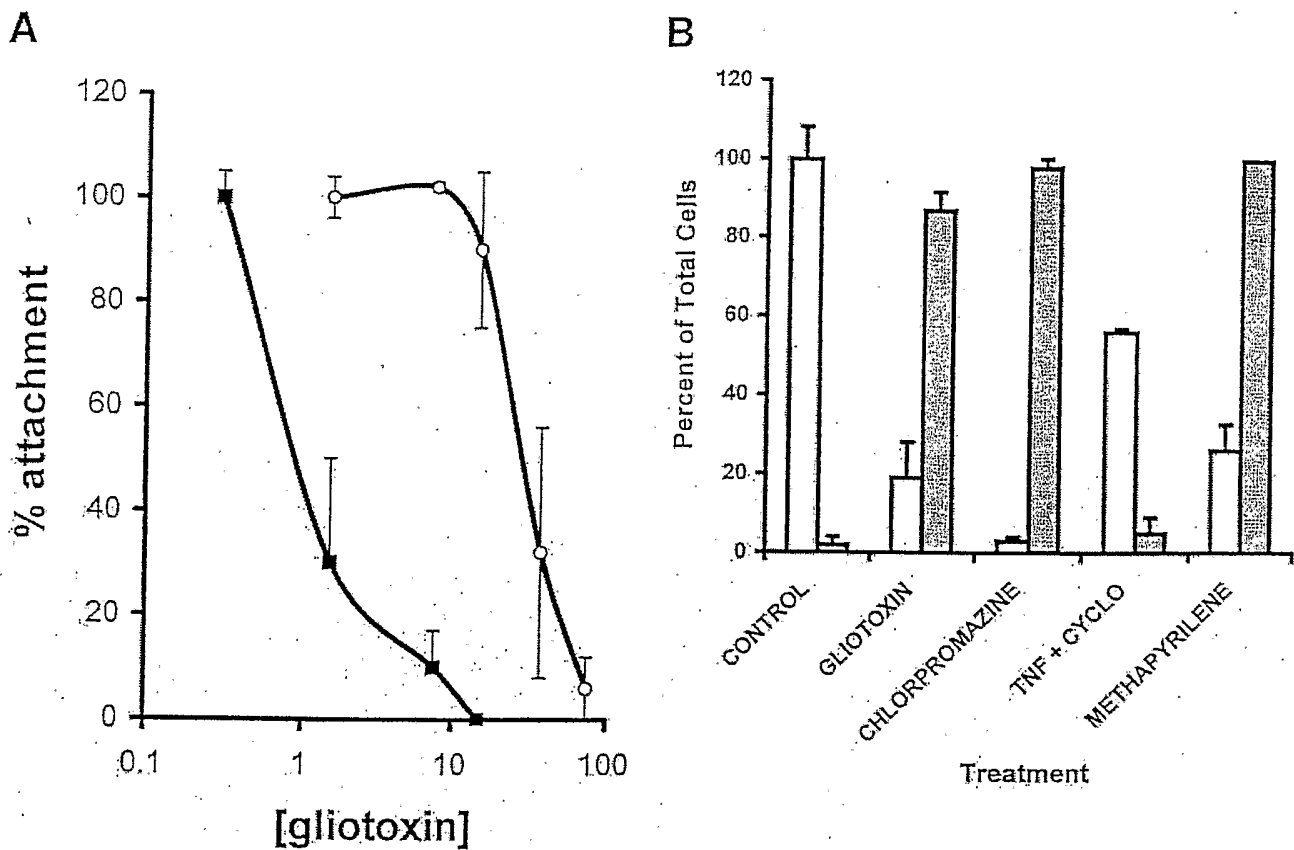 A
120
100
80
60
40
20
0
% attachment
0.1
1
10
100
[gliotoxin]
B
120
100
80
60
40
20
0
Percent of Total Cells
CONTROL
GLIOTOXIN
CHLORPROMAZINE
TNF + CYCLO
METHAPYRILENE
Treatment